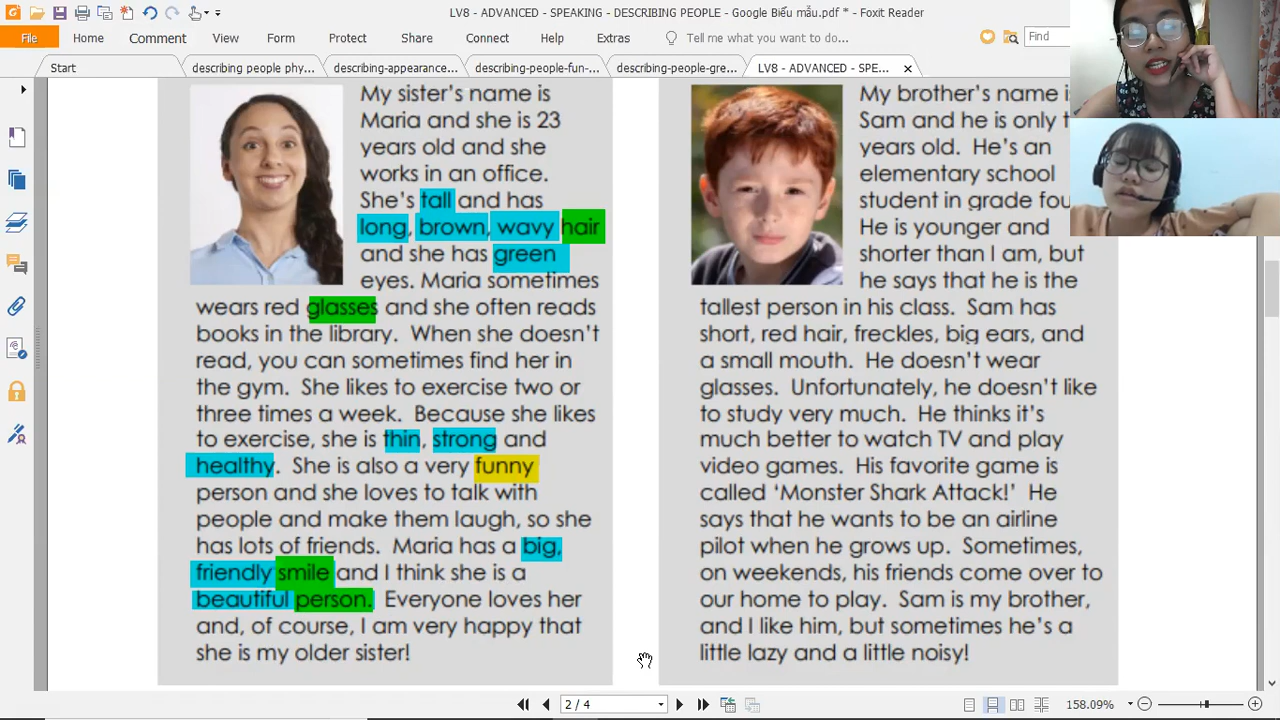 LV8 - ADVANCED - SPEAKING - DESCRIBING PEOPLE - Google Biểu mẫu.pdf * - Foxit Reader
File Home Comment View Form Protect Share Connect Help Extras Tell me what you want to do... Find
Start describing people phy... describing-appearance... describing-people-fun-... describing-people-gre... LV8 - ADVANCED - SPE...
My sister's name is
Maria and she is 23
years old and she
works in an office.
She's tall and has
long, brown, wavy hair
and she has green
eyes. Maria sometimes
wears red glasses and she often reads
books in the library. When she doesn't
read, you can sometimes find her in
the gym. She likes to exercise two or
three times a week. Because she likes
to exercise, she is thin, strong and
healthy. She is also a very funny
person and she loves to talk with
people and make them laugh, so she
has lots of friends. Maria has a big,
friendly smile and I think she is a
beautiful person. Everyone loves her
and, of course, I am very happy that
she is my older sister!
My brother's name
Sam and he is only
years old. He's an
elementary school
student in grade
He is younger and
shorter than I am, but
he says that he is the
tallest person in his class. Sam has
short, red hair, freckles, big ears, and
a small mouth. He doesn't wear
glasses. Unfortunately, he doesn't like
to study very much. He thinks it's
much better to watch TV and play
video games. His favorite game is
called 'Monster Shark Attack!' He
says that he wants to be an airline
pilot when he grows up. Sometimes,
on weekends, his friends come over to
our home to play. Sam is my brother,
and I like him, but sometimes he's a
little lazy and a little noisy!
2 / 4 158.09%